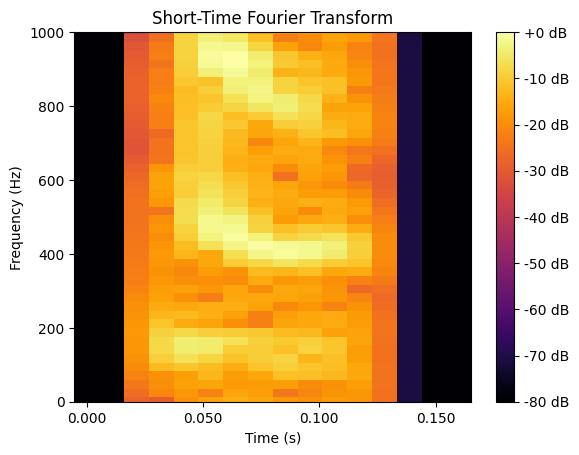 Short-Time Fourier Transform
Frequency (Hz)
1000
800
600
400
200
0
0.000 0.050 0.100 0.150
Time (s)
+0 dB
-10 dB
-20 dB
-30 dB
-40 dB
-50 dB
-60 dB
-70 dB
-80 dB